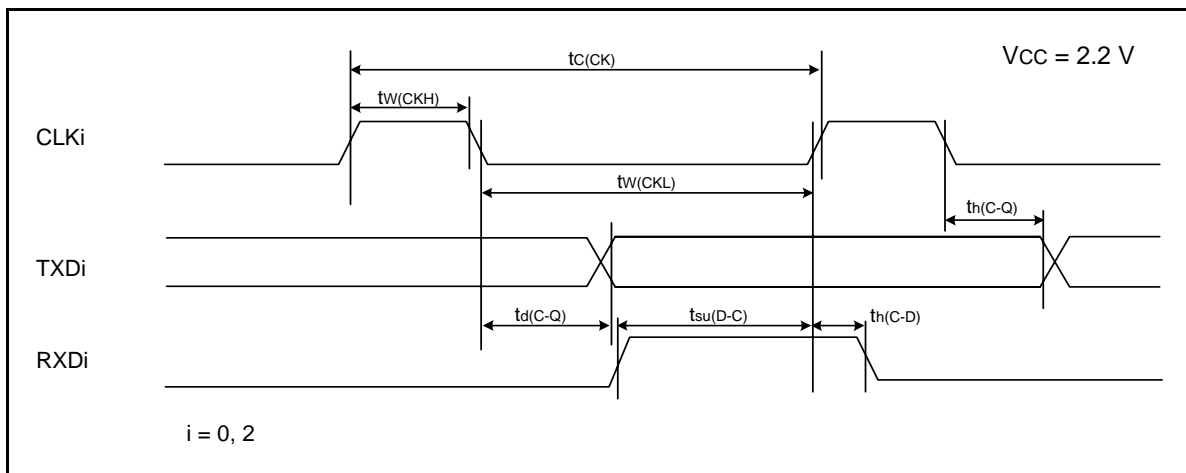 tC(CK)
VCC = 2.2 V
tW(CKH)
CLKi
tW(CKL)
th(C-Q)
TXDi
td(C-Q)
tsu(D-C)
th(C-D)
RXDi
i = 0, 2